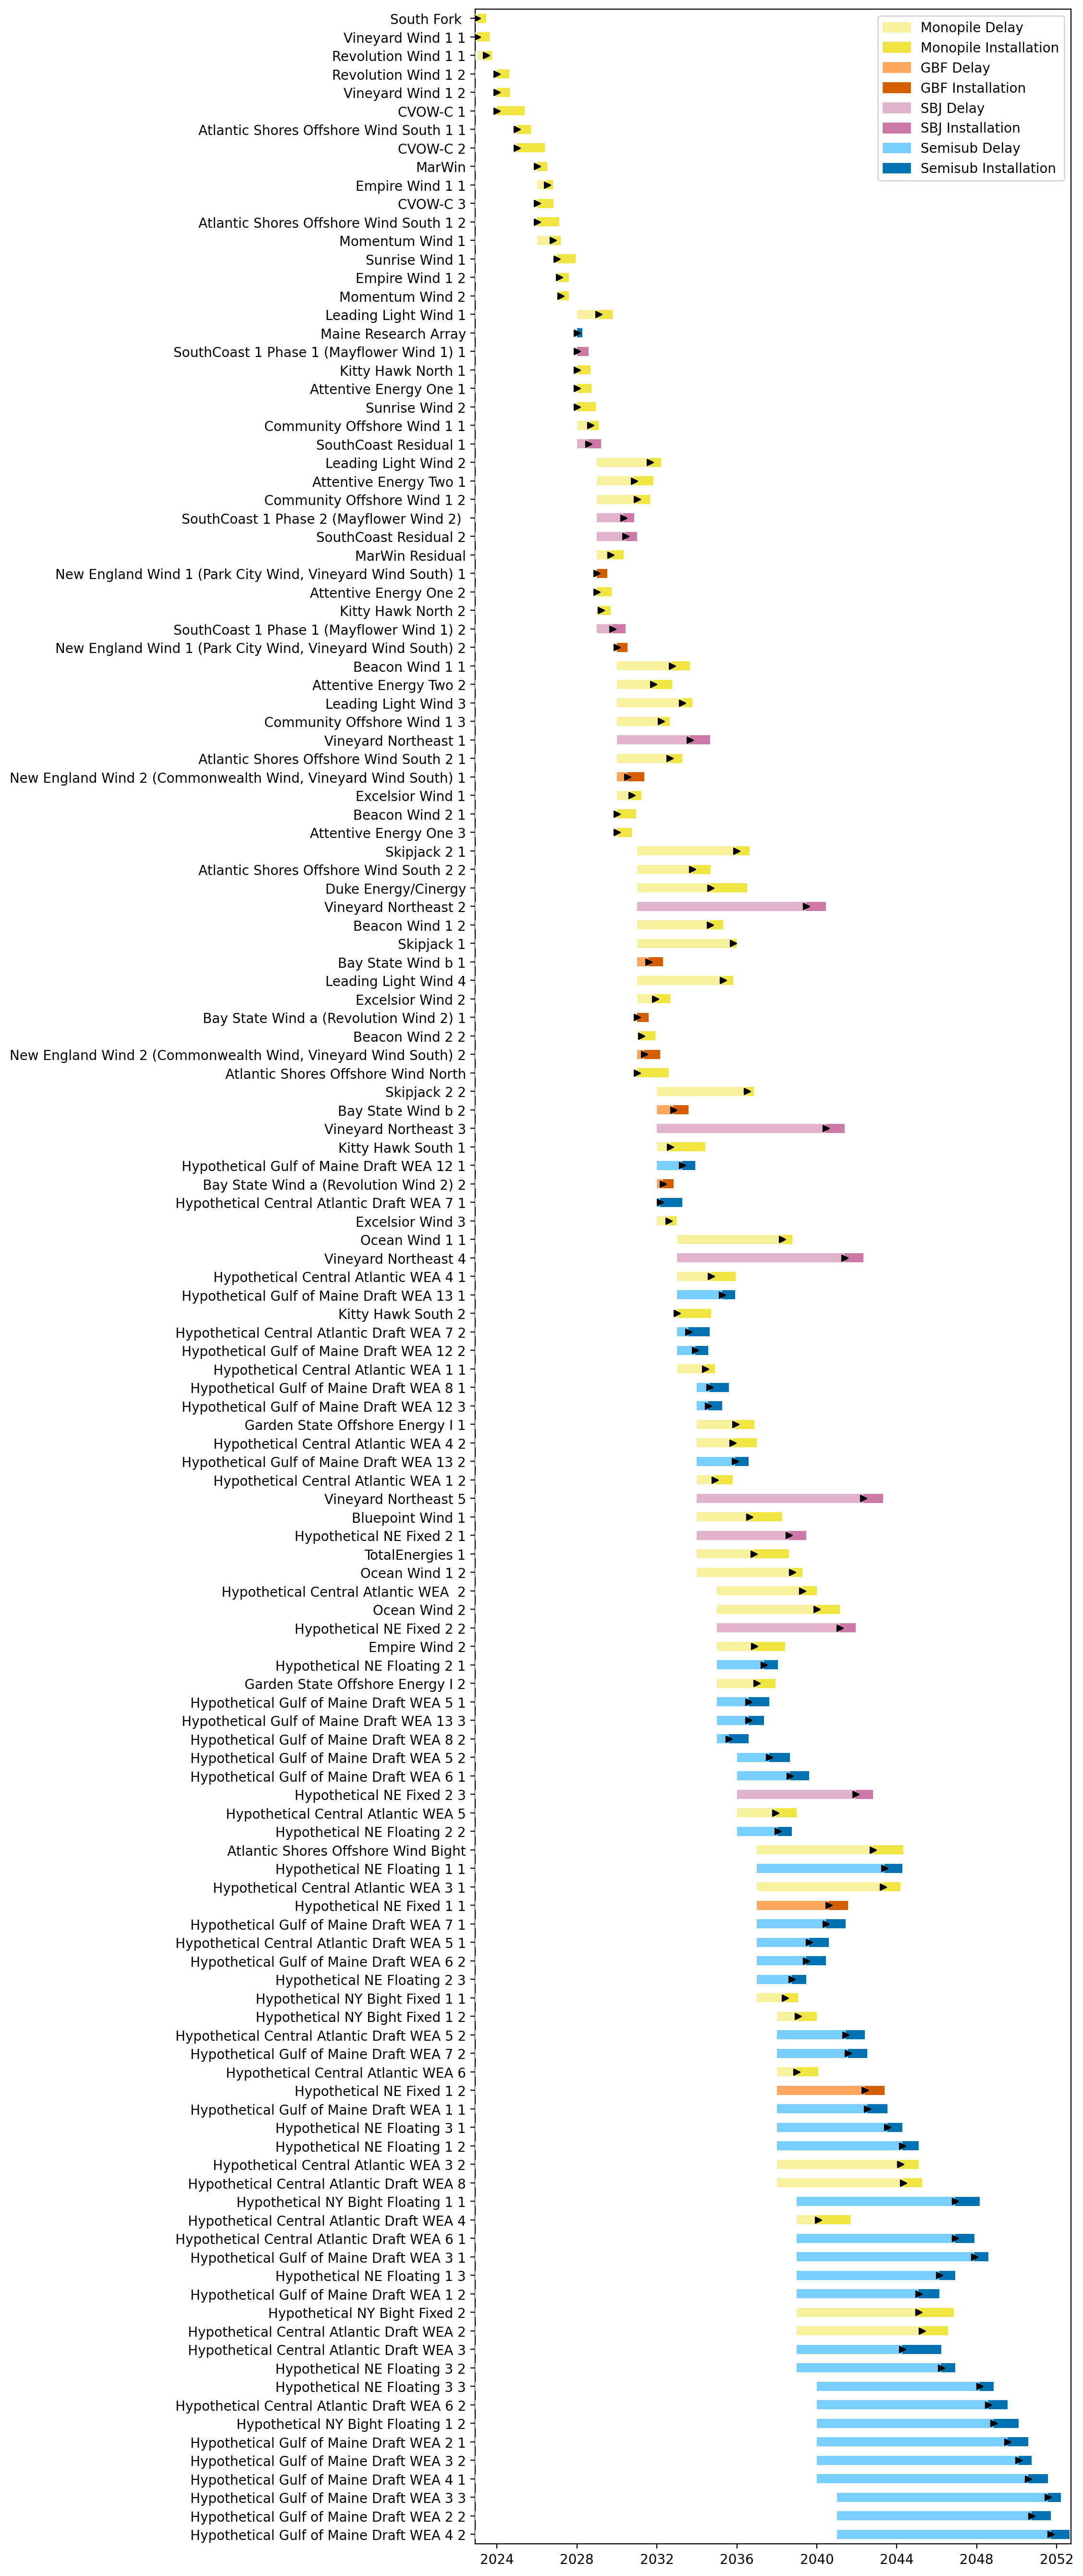 South Fork
Vineyard Wind 1 1
Revolution Wind 1 1
Revolution Wind 1 2
Vineyard Wind 1 2
CVOW-C 1
Atlantic Shores Offshore Wind South 1 1
CVOW-C 2
MarWin
Empire Wind 1 1
CVOW-C 3
Atlantic Shores Offshore Wind South 1 2
Momentum Wind 1
Sunrise Wind 1
Empire Wind 1 2
Momentum Wind 2
Leading Light Wind 1
Maine Research Array
SouthCoast 1 Phase 1 (Mayflower Wind 1) 1
Kitty Hawk North 1
Attentive Energy One 1
Sunrise Wind 2
Community Offshore Wind 1 1
SouthCoast Residual 1
Leading Light Wind 2
Attentive Energy Two 1
Community Offshore Wind 1 2
SouthCoast 1 Phase 2 (Mayflower Wind 2)
SouthCoast Residual 2
MarWin Residual
New England Wind 1 (Park City Wind, Vineyard Wind South) 1
Attentive Energy One 2
Kitty Hawk North 2
SouthCoast 1 Phase 1 (Mayflower Wind 1) 2
New England Wind 1 (Park City Wind, Vineyard Wind South) 2
Beacon Wind 1 1
Attentive Energy Two 2
Leading Light Wind 3
Community Offshore Wind 1 3
Vineyard Northeast 1
Atlantic Shores Offshore Wind South 2 1
New England Wind 2 (Commonwealth Wind, Vineyard Wind South) 1
Excelsior Wind 1
Beacon Wind 2 1
Attentive Energy One 3
Skipjack 2 1
Atlantic Shores Offshore Wind South 2 2
Duke Energy/Cinergy
Vineyard Northeast 2
Beacon Wind 1 2
Skipjack 1
Bay State Wind b 1
Leading Light Wind 4
Excelsior Wind 2
Bay State Wind a (Revolution Wind 2) 1
Beacon Wind 2 2
New England Wind 2 (Commonwealth Wind, Vineyard Wind South) 2
Atlantic Shores Offshore Wind North
Skipjack 2 2
Bay State Wind b 2
Vineyard Northeast 3
Kitty Hawk South 1
Hypothetical Gulf of Maine Draft WEA 12 1
Bay State Wind a (Revolution Wind 2) 2
Hypothetical Central Atlantic Draft WEA 7 1
Excelsior Wind 3
Ocean Wind 1 1
Vineyard Northeast 4
Hypothetical Central Atlantic WEA 4 1
Hypothetical Gulf of Maine Draft WEA 13 1
Kitty Hawk South 2
Hypothetical Central Atlantic Draft WEA 7 2
Hypothetical Gulf of Maine Draft WEA 12 2
Hypothetical Central Atlantic WEA 1 1
Hypothetical Gulf of Maine Draft WEA 8 1
Hypothetical Gulf of Maine Draft WEA 12 3
Garden State Offshore Energy I 1
Hypothetical Central Atlantic WEA 4 2
Hypothetical Gulf of Maine Draft WEA 13 2
Hypothetical Central Atlantic WEA 1 2
Vineyard Northeast 5
Bluepoint Wind 1
Hypothetical NE Fixed 2 1
TotalEnergies 1
Ocean Wind 1 2
Hypothetical Central Atlantic WEA  2
Ocean Wind 2
Hypothetical NE Fixed 2 2
Empire Wind 2
Hypothetical NE Floating 2 1
Garden State Offshore Energy I 2
Hypothetical Gulf of Maine Draft WEA 5 1
Hypothetical Gulf of Maine Draft WEA 13 3
Hypothetical Gulf of Maine Draft WEA 8 2
Hypothetical Gulf of Maine Draft WEA 5 2
Hypothetical Gulf of Maine Draft WEA 6 1
Hypothetical NE Fixed 2 3
Hypothetical Central Atlantic WEA 5
Hypothetical NE Floating 2 2
Atlantic Shores Offshore Wind Bight
Hypothetical NE Floating 1 1
Hypothetical Central Atlantic WEA 3 1
Hypothetical NE Fixed 1 1
Hypothetical Gulf of Maine Draft WEA 7 1
Hypothetical Central Atlantic Draft WEA 5 1
Hypothetical Gulf of Maine Draft WEA 6 2
Hypothetical NE Floating 2 3
Hypothetical NY Bight Fixed 1 1
Hypothetical NY Bight Fixed 1 2
Hypothetical Central Atlantic Draft WEA 5 2
Hypothetical Gulf of Maine Draft WEA 7 2
Hypothetical Central Atlantic WEA 6
Hypothetical NE Fixed 1 2
Hypothetical Gulf of Maine Draft WEA 1 1
Hypothetical NE Floating 3 1
Hypothetical NE Floating 1 2
Hypothetical Central Atlantic WEA 3 2
Hypothetical Central Atlantic Draft WEA 8
Hypothetical NY Bight Floating 1 1
Hypothetical Central Atlantic Draft WEA 4
Hypothetical Central Atlantic Draft WEA 6 1
Hypothetical Gulf of Maine Draft WEA 3 1
Hypothetical NE Floating 1 3
Hypothetical Gulf of Maine Draft WEA 1 2
Hypothetical NY Bight Fixed 2
Hypothetical Central Atlantic Draft WEA 2
Hypothetical Central Atlantic Draft WEA 3
Hypothetical NE Floating 3 2
Hypothetical NE Floating 3 3
Hypothetical Central Atlantic Draft WEA 6 2
Hypothetical NY Bight Floating 1 2
Hypothetical Gulf of Maine Draft WEA 2 1
Hypothetical Gulf of Maine Draft WEA 3 2
Hypothetical Gulf of Maine Draft WEA 4 1
Hypothetical Gulf of Maine Draft WEA 3 3
Hypothetical Gulf of Maine Draft WEA 2 2
Hypothetical Gulf of Maine Draft WEA 4 2
Monopile Delay
Monopile Installation
GBF Delay
GBF Installation
SBJ Delay
SBJ Installation
Semisub Delay
Semisub Installation
2024 2028 2032 2036 2040 2044 2048 2052